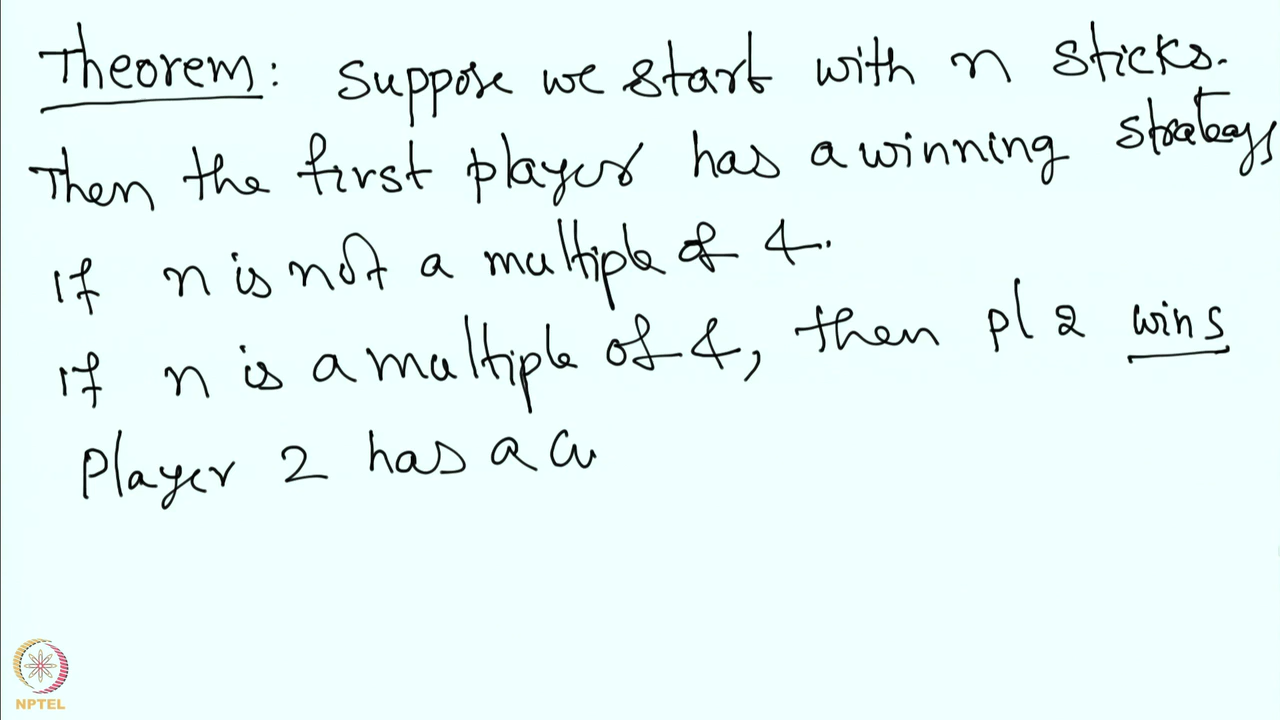 Theorem: Suppose we start with n sticks.
Then the first player has a winning strategy
if n is not a multiple of 4.
if n is a multiple of 4, then pl 2 wins
Player 2 has a
NPTEL